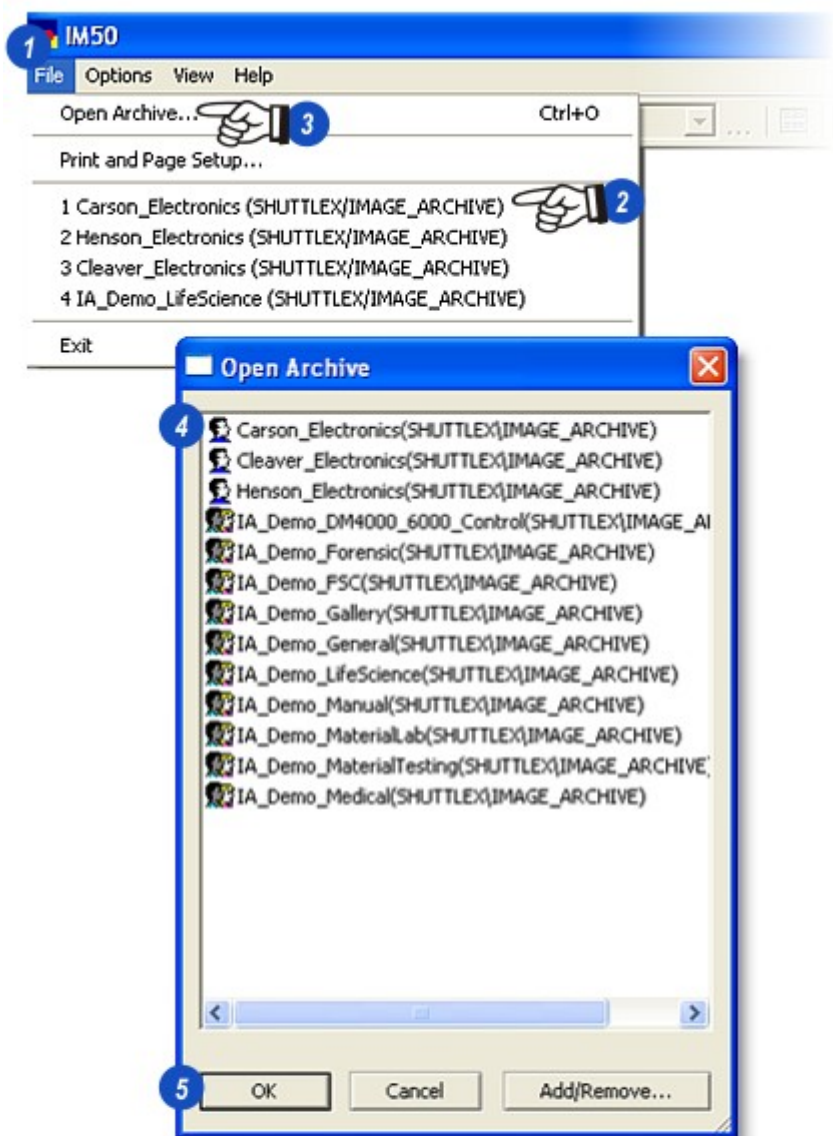 1 IM50
File Options View Help
Open Archive... 3 Ctrl+O
...
Print and Page Setup...
1 Carson_Electronics (SHUTTLEX/IMAGE_ARCHIVE) 2
2 Henson_Electronics (SHUTTLEX/IMAGE_ARCHIVE)
3 Cleaver_Electronics (SHUTTLEX/IMAGE_ARCHIVE)
4 IA_Demo_LifeScience (SHUTTLEX/IMAGE_ARCHIVE)
Exit
Open Archive
4 Carson_Electronics(SHUTTLEX\IMAGE_ARCHIVE)
Cleaver_Electronics(SHUTTLEX\IMAGE_ARCHIVE)
Henson_Electronics(SHUTTLEX\IMAGE_ARCHIVE)
IA_Demo_DM4000_6000_Control(SHUTTLEX\IMAGE_AI
IA_Demo_Forensic(SHUTTLEX\IMAGE_ARCHIVE)
IA_Demo_FSC(SHUTTLEX\IMAGE_ARCHIVE)
IA_Demo_Gallery(SHUTTLEX\IMAGE_ARCHIVE)
IA_Demo_General(SHUTTLEX\IMAGE_ARCHIVE)
IA_Demo_LifeScience(SHUTTLEX\IMAGE_ARCHIVE)
IA_Demo_Manual(SHUTTLEX\IMAGE_ARCHIVE)
IA_Demo_MaterialLab(SHUTTLEX\IMAGE_ARCHIVE)
IA_Demo_MaterialTesting(SHUTTLEX\IMAGE_ARCHIVE)
IA_Demo_Medical(SHUTTLEX\IMAGE_ARCHIVE)
5 OK Cancel Add/Remove...